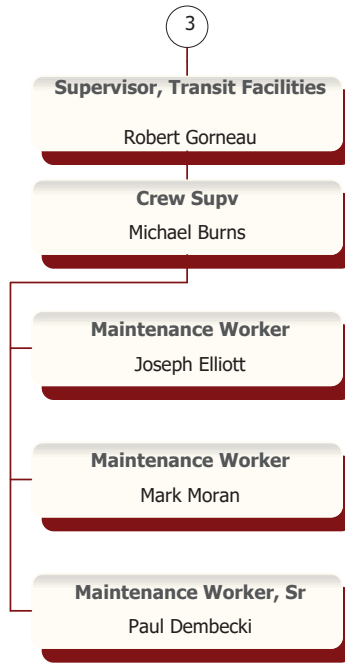 3
Supervisor, Transit Facilities
Robert Gorneau
Crew Supv
Michael Burns
Maintenance Worker
Joseph Elliott
Maintenance Worker
Mark Moran
Maintenance Worker, Sr
Paul Dembecki